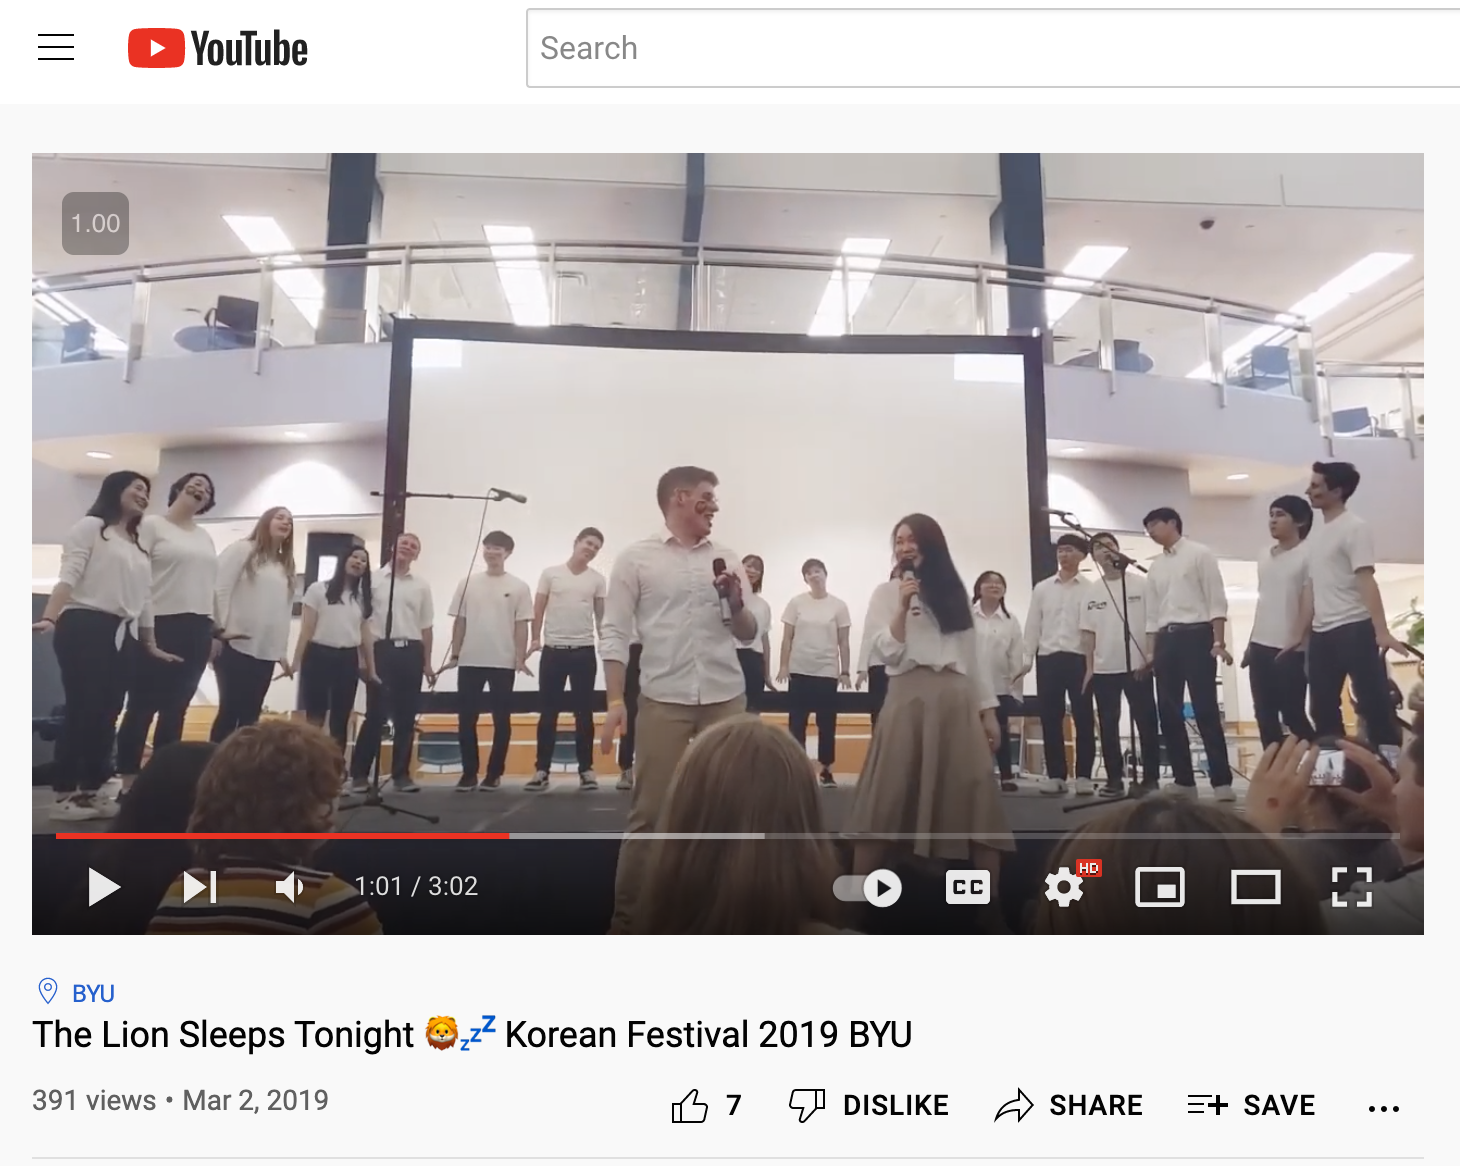 YouTube
Search
1.00
1:01 / 3:02
CC
HD
BYU
The Lion Sleeps Tonight 🦁💤 Korean Festival 2019 BYU
391 views • Mar 2, 2019
7 DISLIKE SHARE SAVE